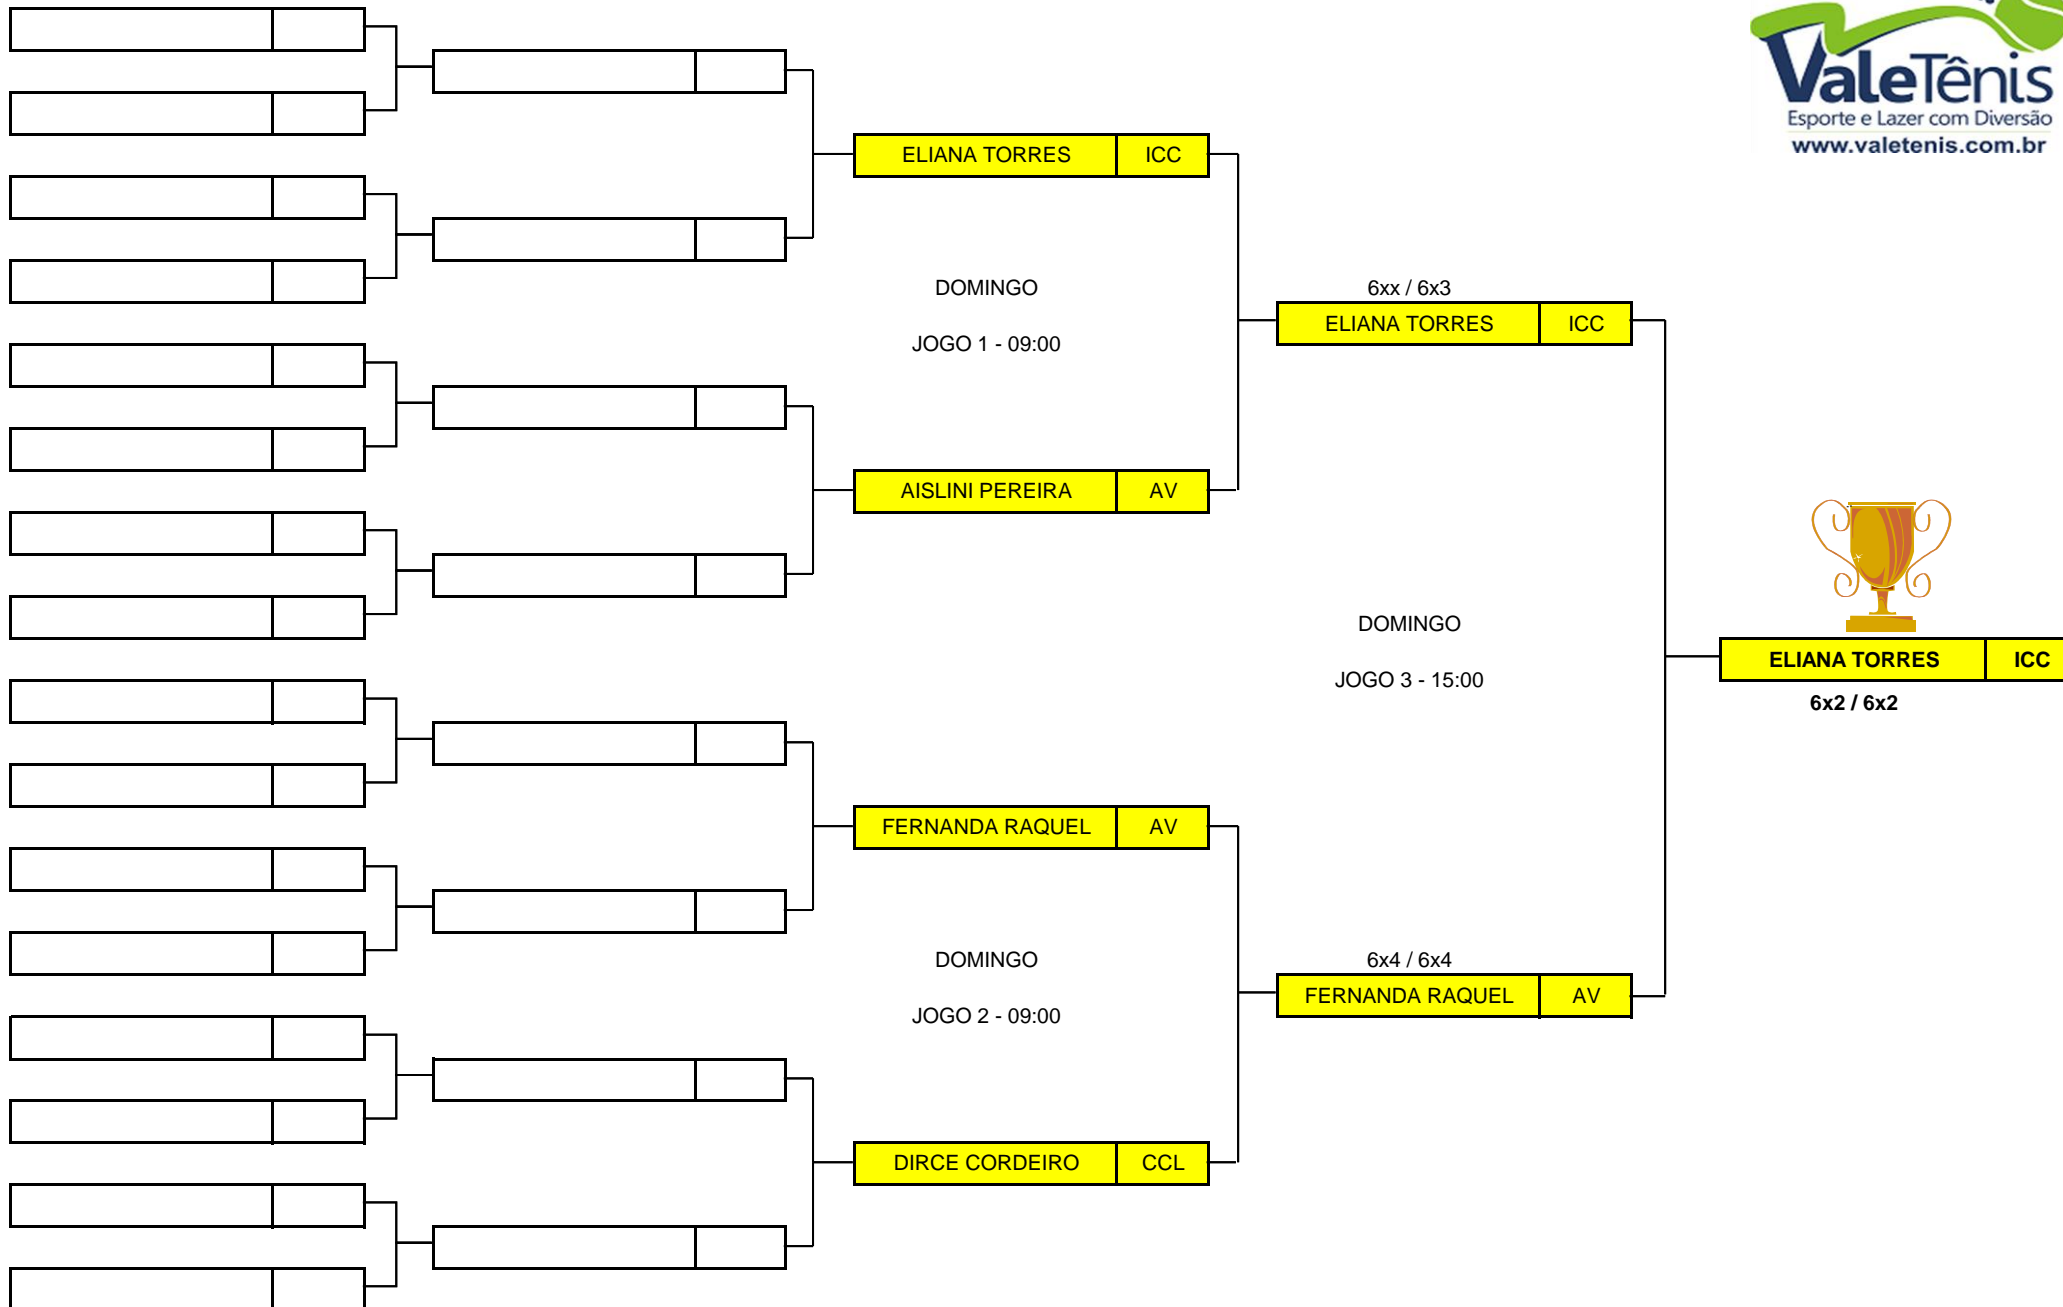 ValeTênis
Esporte e Lazer com Diversão
www.valetenis.com.br
ELIANA TORRES ICC
DOMINGO
JOGO 1 - 09:00
AISLINI PEREIRA AV
6xx / 6x3
ELIANA TORRES ICC
DOMINGO
JOGO 3 - 15:00
ELIANA TORRES ICC
6x2 / 6x2
FERNANDA RAQUEL AV
DOMINGO
JOGO 2 - 09:00
DIRCE CORDEIRO CCL
6x4 / 6x4
FERNANDA RAQUEL AV